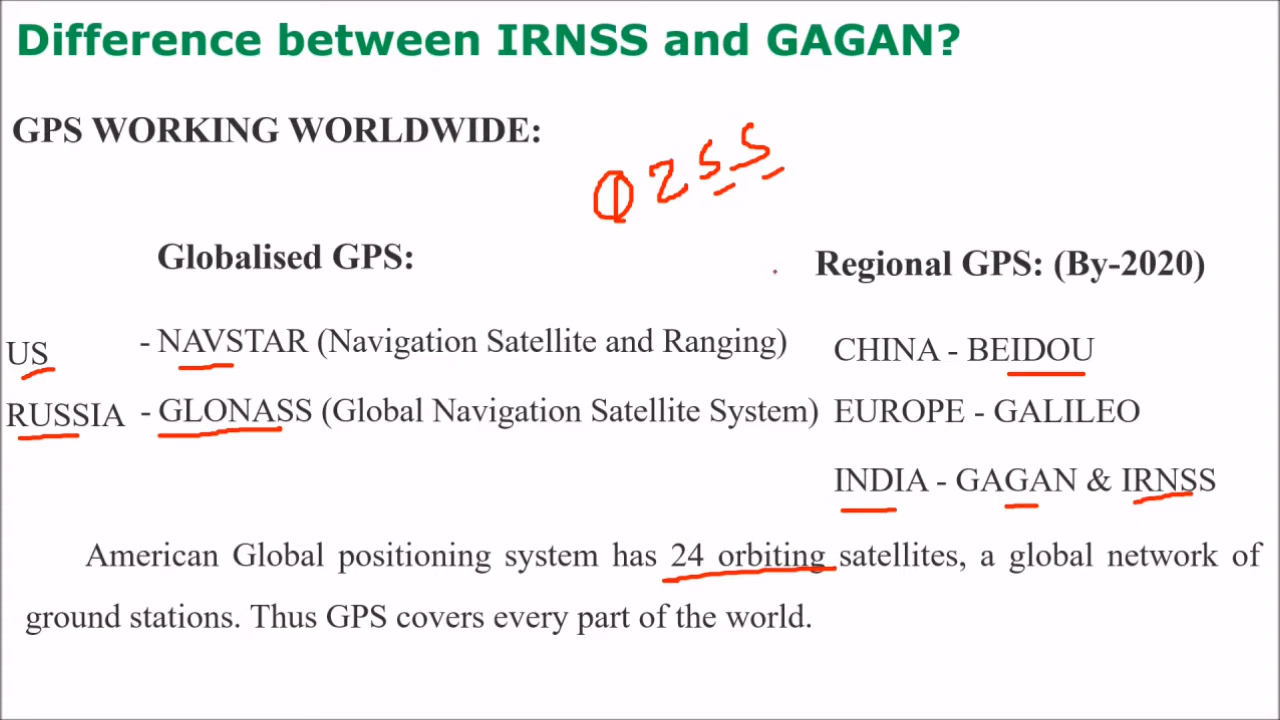 Difference between IRNSS and GAGAN?
GPS WORKING WORLDWIDE:
Globalised GPS:
US - NAVSTAR (Navigation Satellite and Ranging)
RUSSIA - GLONASS (Global Navigation Satellite System)
Regional GPS: (By-2020)
CHINA - BEIDOU
EUROPE - GALILEO
INDIA - GAGAN & IRNSS
American Global positioning system has 24 orbiting satellites, a global network of
ground stations. Thus GPS covers every part of the world.